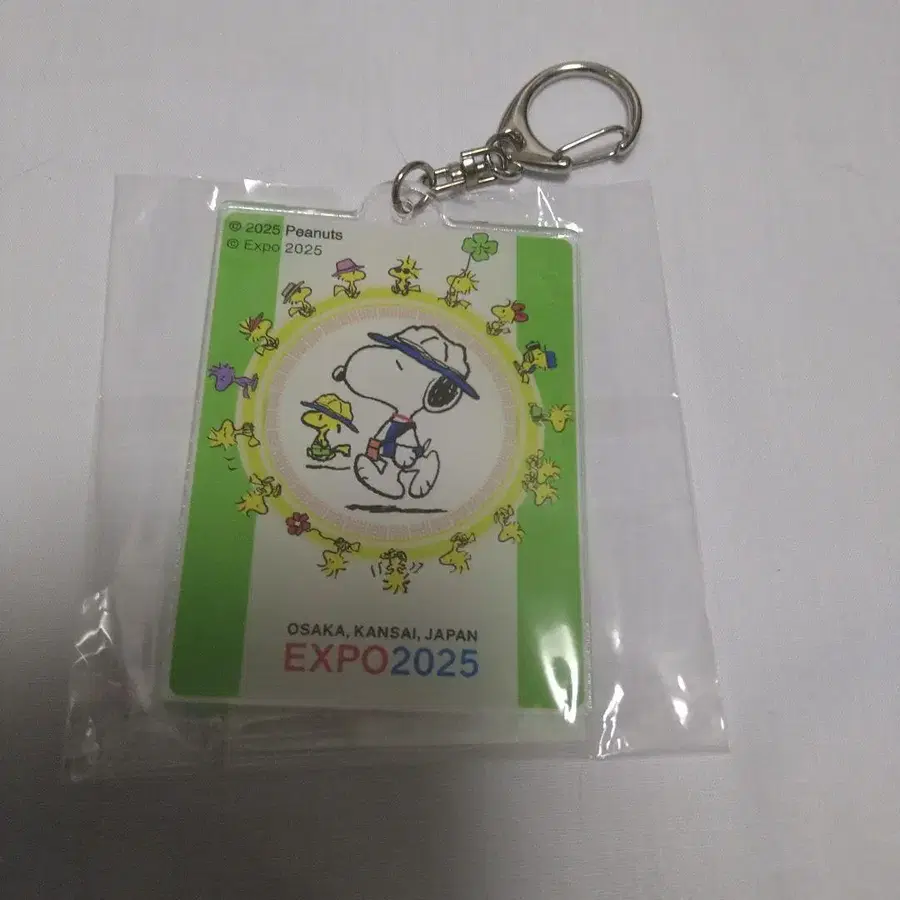 © 2025 Peanuts
© Expo 2025
OSAKA, KANSAI, JAPAN
EXPO2025